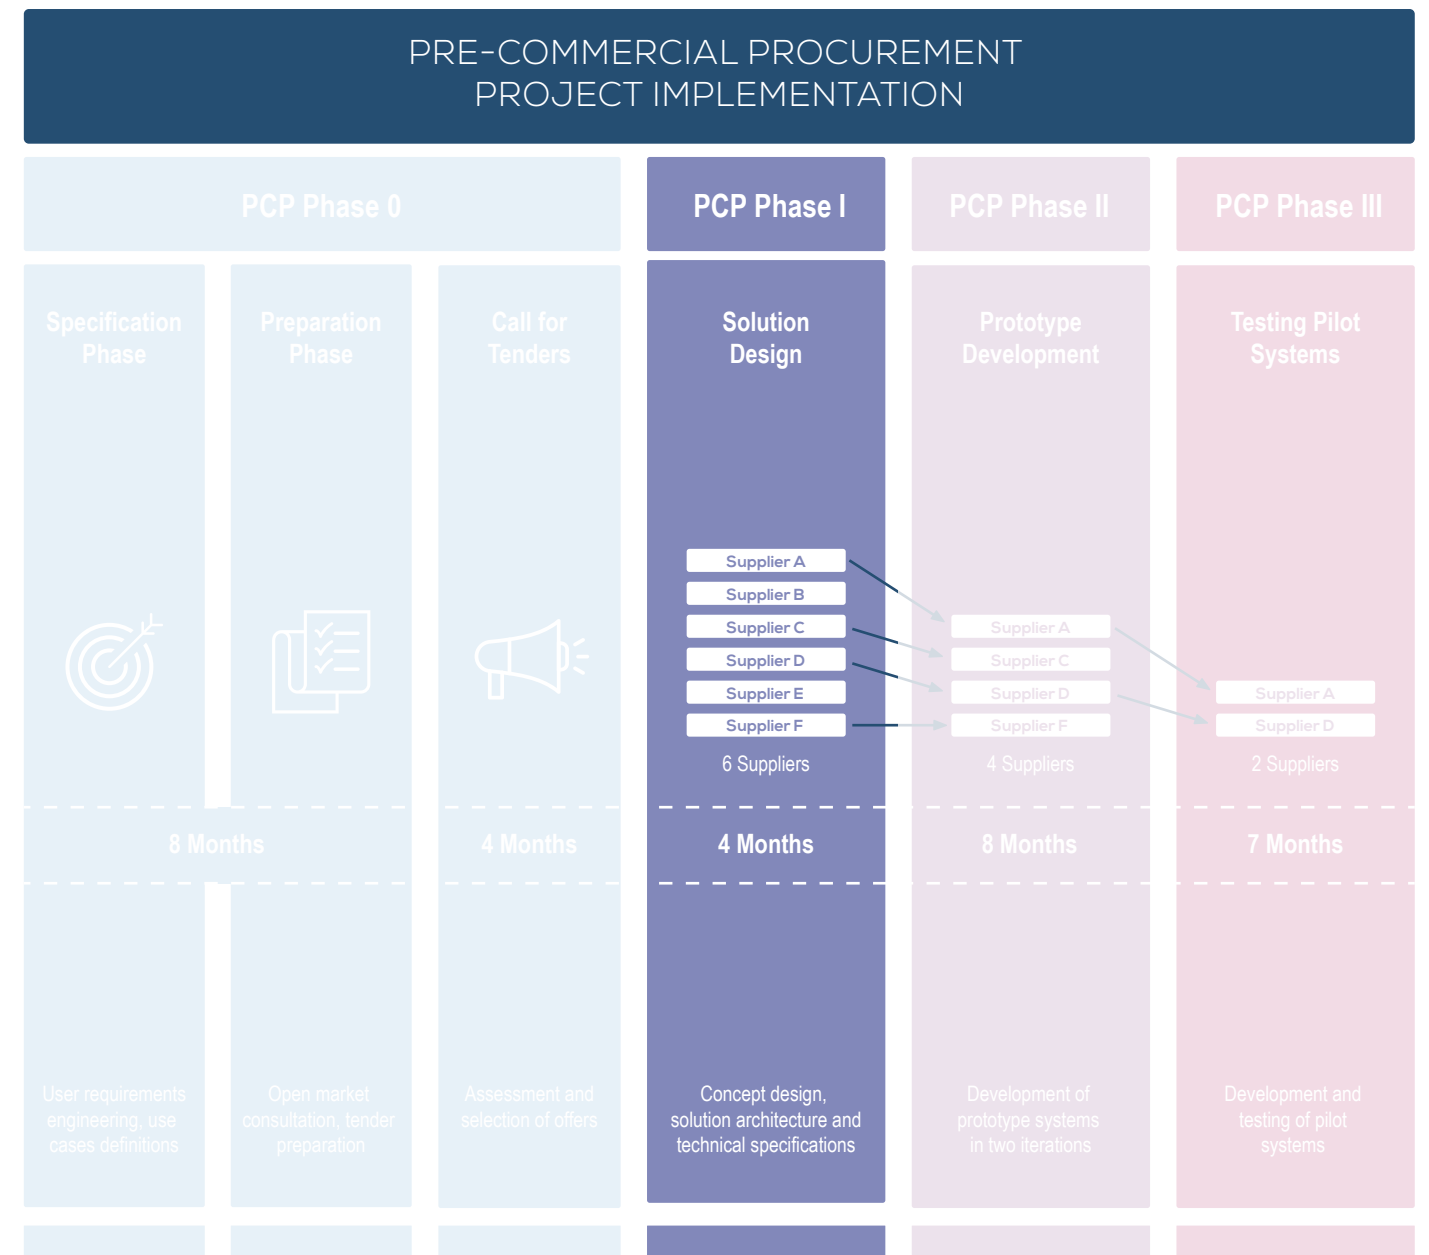 PRE-COMMERCIAL PROCUREMENT
PROJECT IMPLEMENTATION
PCP Phase 0
PCP Phase I
PCP Phase II
PCP Phase III
Specification
Phase
Preparation
Phase
Call for
Tenders
Solution
Design
Prototype
Development
Testing Pilot
Systems
Supplier A
Supplier B
Supplier C
Supplier D
Supplier E
Supplier F
6 Suppliers
Supplier A
Supplier C
Supplier D
Supplier F
4 Suppliers
Supplier A
Supplier D
2 Suppliers
8 Months
4 Months
4 Months
8 Months
7 Months
User requirements
engineering, use
cases definitions
Open market
consultation, tender
preparation
Assessment and
selection of offers
Concept design,
solution architecture and
technical specifications
Development of
prototype systems
in two iterations
Development and
testing of pilot
systems